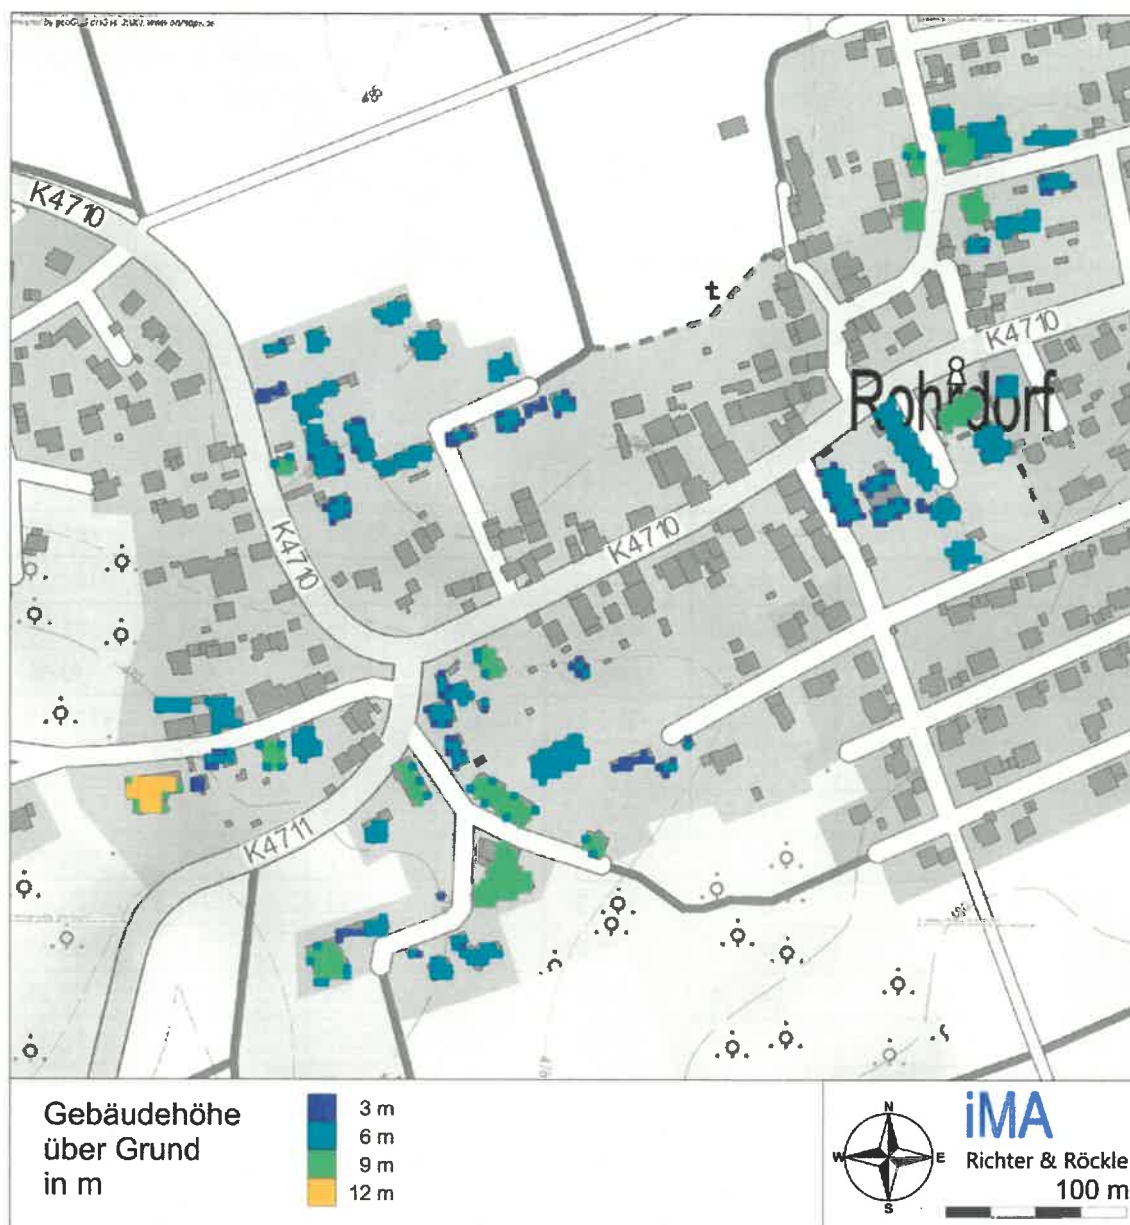 K4710
K4710
Rohrdorf
K4710
K4710
K4711
Gebäudehöhe
über Grund
in m
3 m
6 m
9 m
12 m
N
W
E
S
iMA
Richter & Röckle
100 m